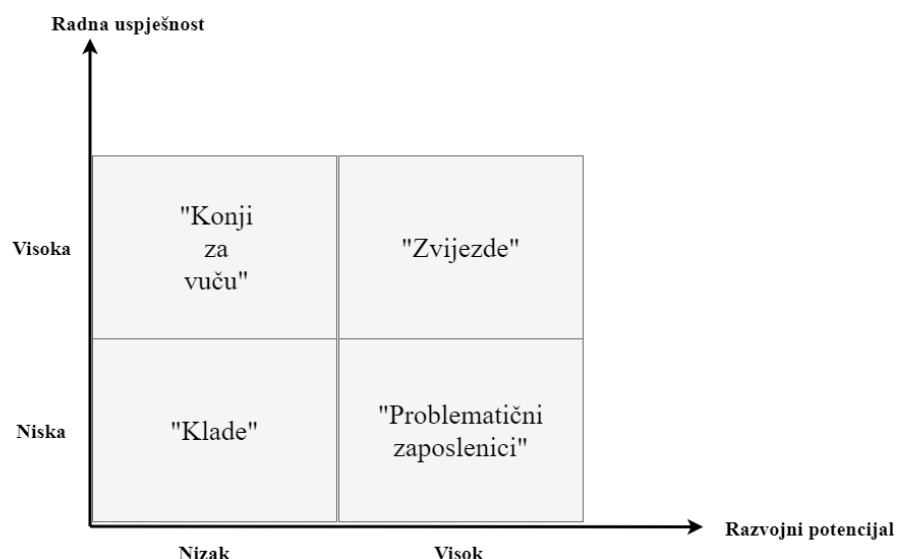 Radna uspješnost
Visoka
"Konji
za
vuču"
"Zvijezde"
Niska
"Klade"
"Problematični
zaposlenici"
Nizak
Visok
Razvojni potencijal